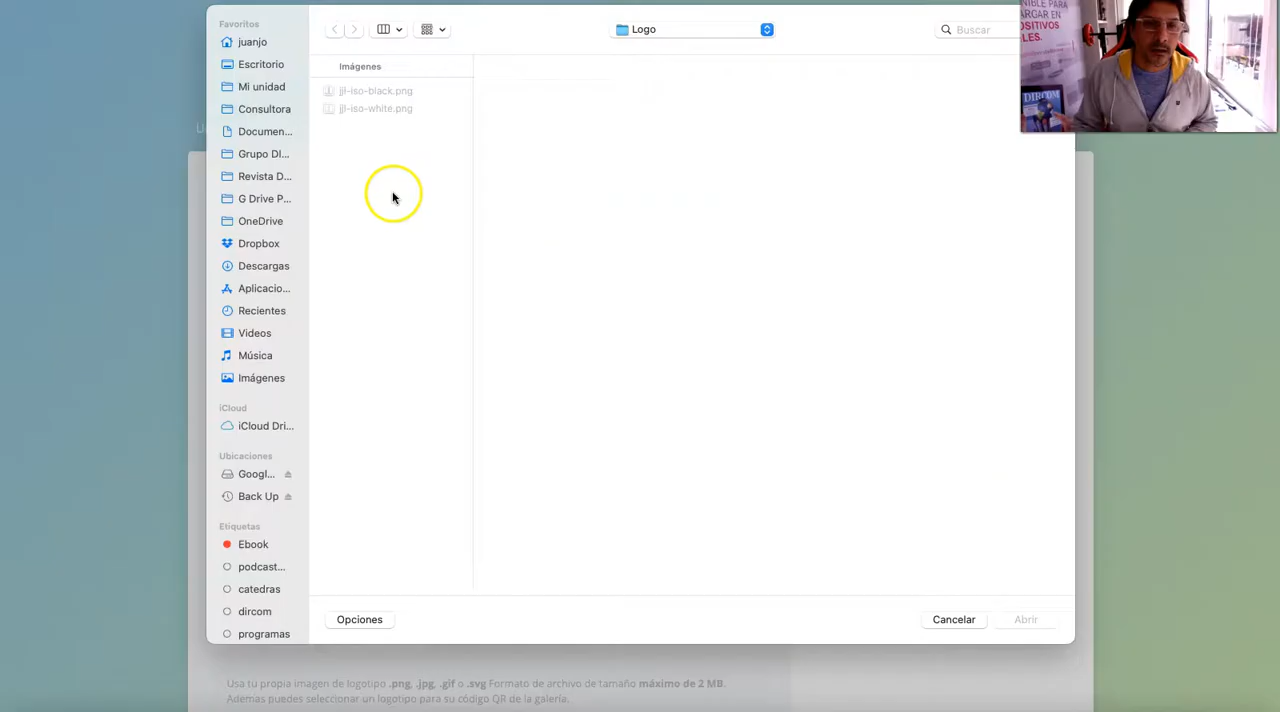 Favoritos
juanjo
Escritorio
Mi unidad
Consultora
Documen...
Grupo DI...
Revista D...
G Drive P...
OneDrive
Dropbox
Descargas
Aplicacio...
Recientes
Videos
Música
Imágenes
iCloud
iCloud Dri...
Ubicaciones
Googl...
Back Up
Etiquetas
Ebook
podcast...
catedras
dircom
programas
Logo
Buscar
Imágenes
jjl-iso-black.png
jjl-iso-white.png
Opciones
Cancelar
Abrir
Usa tu propia imagen de logotipo .png, .jpg, .gif o .svg Formato de archivo de tamaño máximo de 2 MB.
Ademas puedes seleccionar un logotipo para su código QR de la galería.
PARA
CARGAR EN
DIRCOM